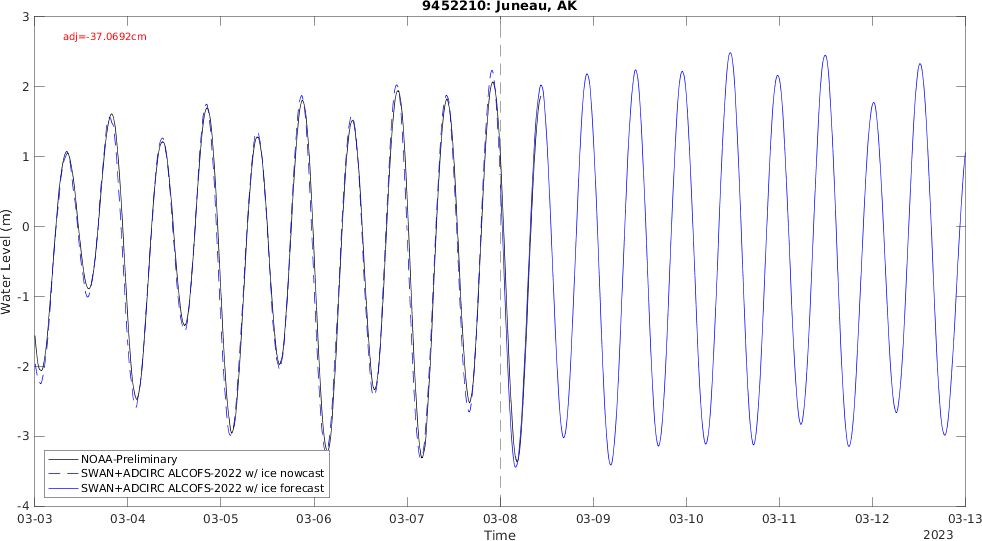 9452210: Juneau, AK
adj=-37.0692cm
3
2
1
0
-1
-2
-3
-4
Water Level (m)
NOAA-Preliminary
SWAN+ADCIRC ALCOFS-2022 w/ ice nowcast
SWAN+ADCIRC ALCOFS-2022 w/ ice forecast
03-03 03-04 03-05 03-06 03-07 03-08 03-09 03-10 03-11 03-12 03-13
Time
2023